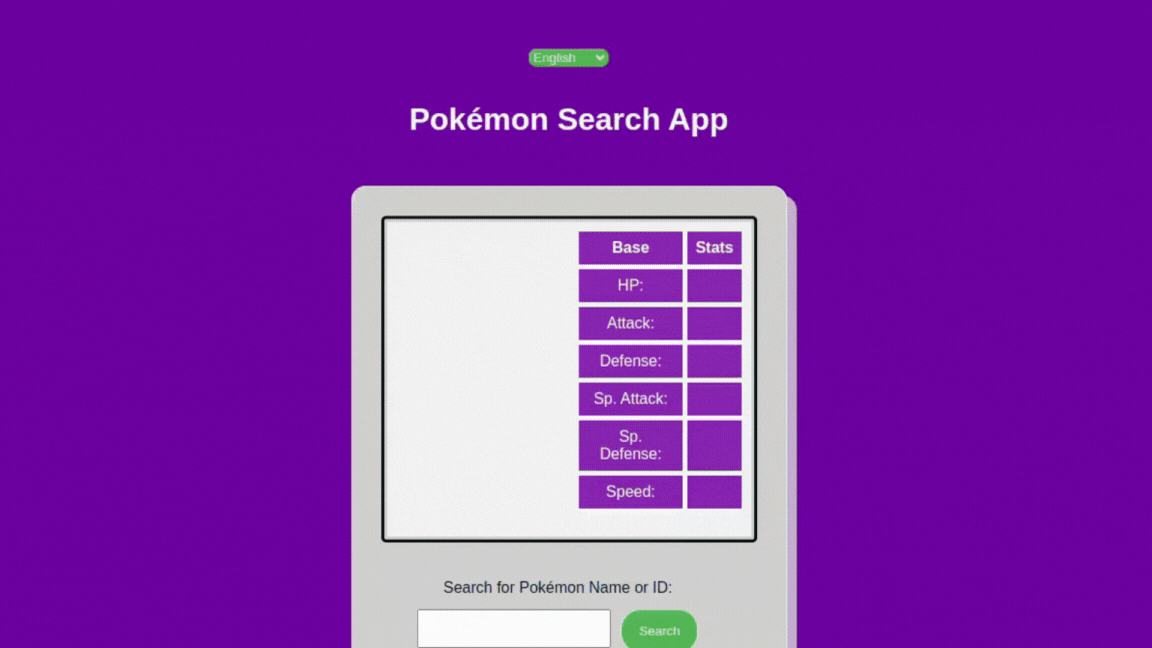 English
Pokémon Search App
Base Stats
HP:
Attack:
Defense:
Sp. Attack:
Sp.
Defense:
Speed:
Search for Pokémon Name or ID:
Search